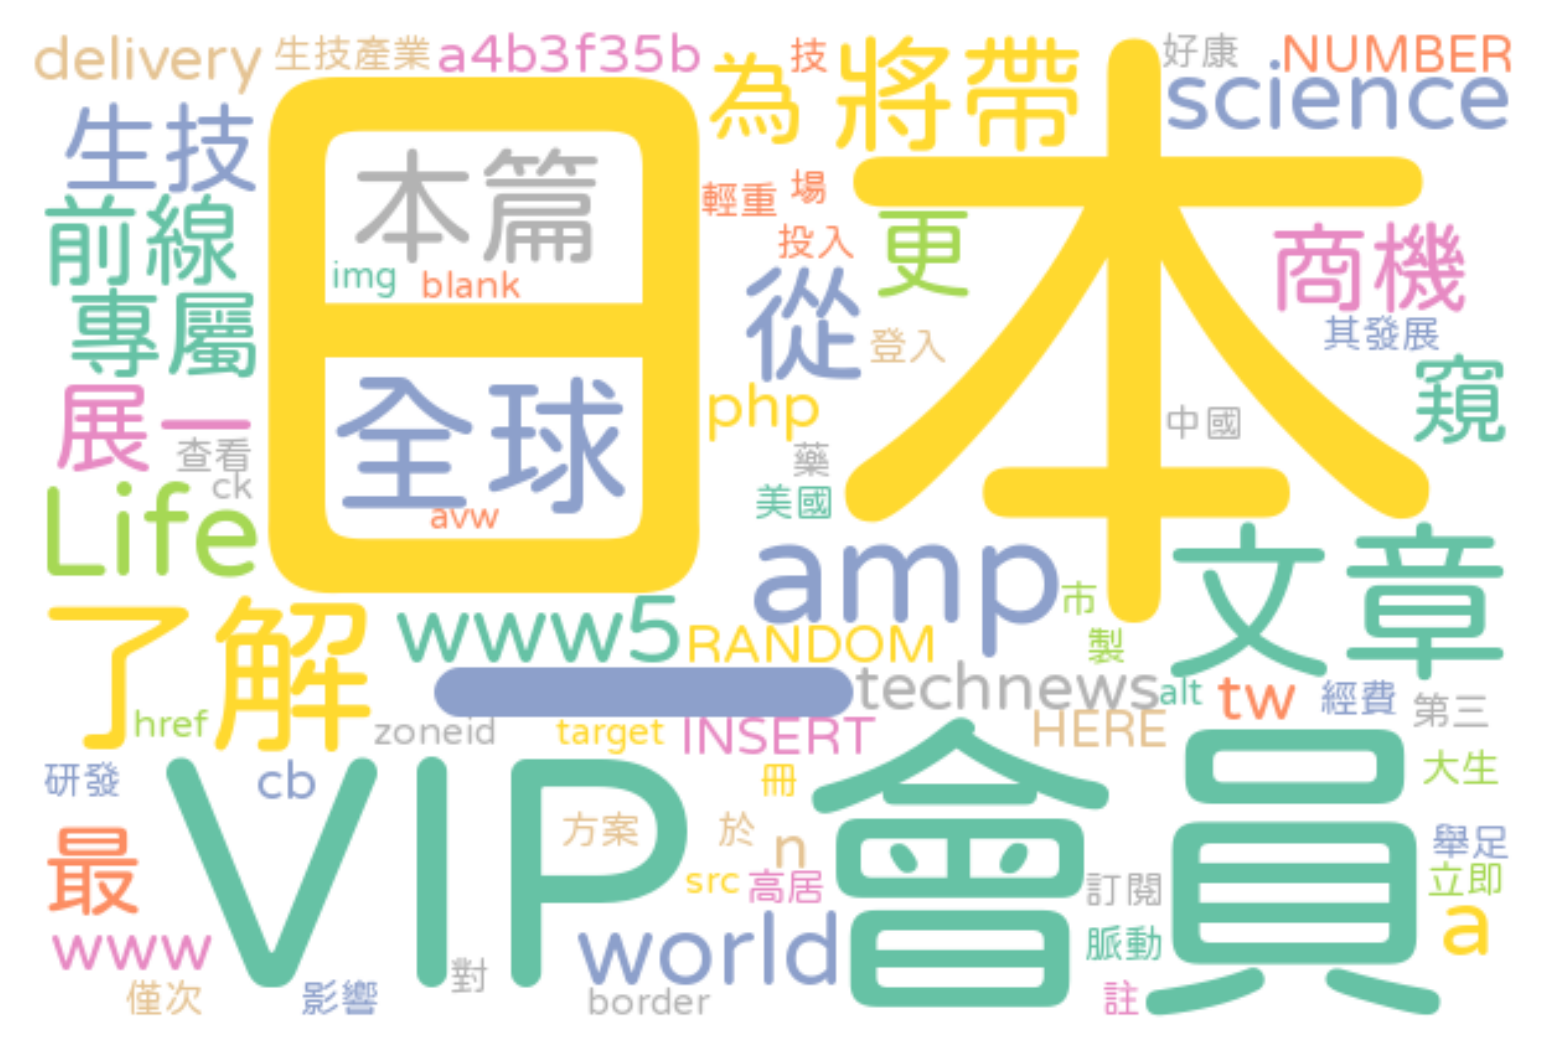 delivery
生技產業
a4b3f35b
為
技
將帶
好康
NUMBER
science
生技
日本
本篇
輕重
場
前線
img
blank
投入
更
商機
專屬
從
登入
其發展
全球
展一
php
窺
中國
查看
藥
ck
Life
avw
美國
amp
文章
市
了解
www5
RANDOM
製
一
technews
alt
tw
經費
第三
href
zoneid
target
INSERT
HERE
研發
cb
VIP
會員
冊
大生
方案
於
n
舉足
最
src
高居
訂閱
立即
www
world
脈動
a
僅次
影響
對
border
註